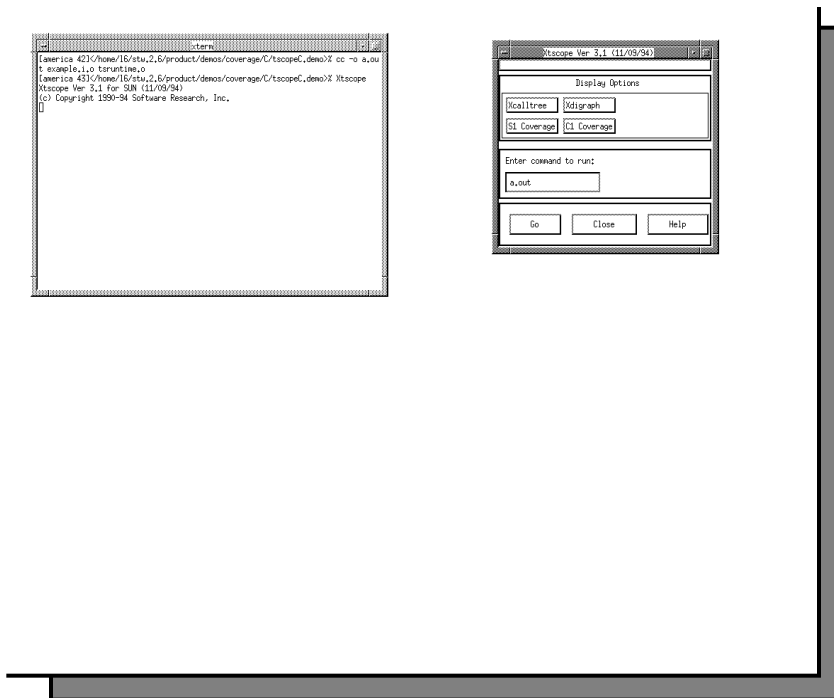 xterm
[america 42]</home/l6/stw.2.6/product/demos/coverage/C/tscopeC.demo>% cc -o a.ou
t example.i.o tsruntime.o
[america 43]</home/l6/stw.2.6/product/demos/coverage/C/tscopeC.demo>% Xtscope
Xtscope Ver 3.1 for SUN (11/09/94)
(c) Copyright 1990-94 Software Research, Inc.
Xtscope Ver 3.1 (11/09/94)
Display Options
Xcalltree Xdigraph
S1 Coverage C1 Coverage
Enter command to run:
a.out
Go Close Help